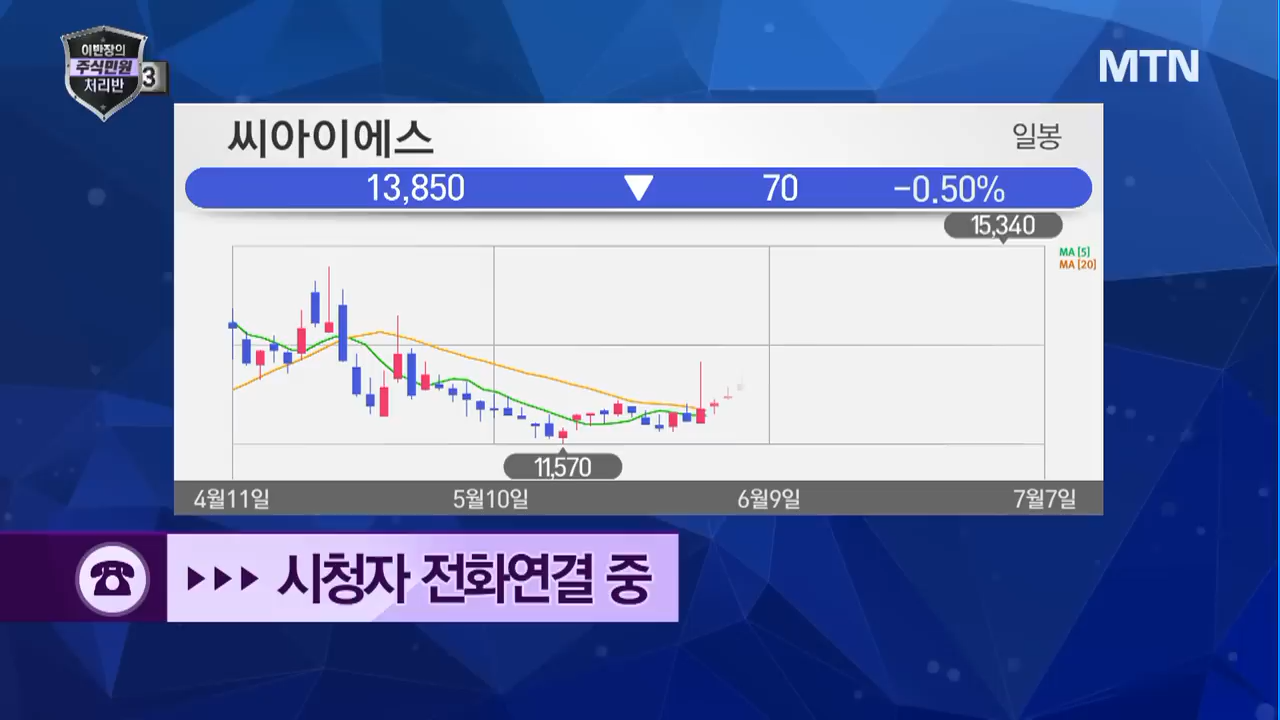 이반장의
주식민원
처리반
3
MTN
씨아이에스
일봉
13,850 ▼ 70 -0.50%
15,340
MA [5]
MA [20]
11,570
4월11일 5월10일 6월9일 7월7일
시청자 전화연결 중